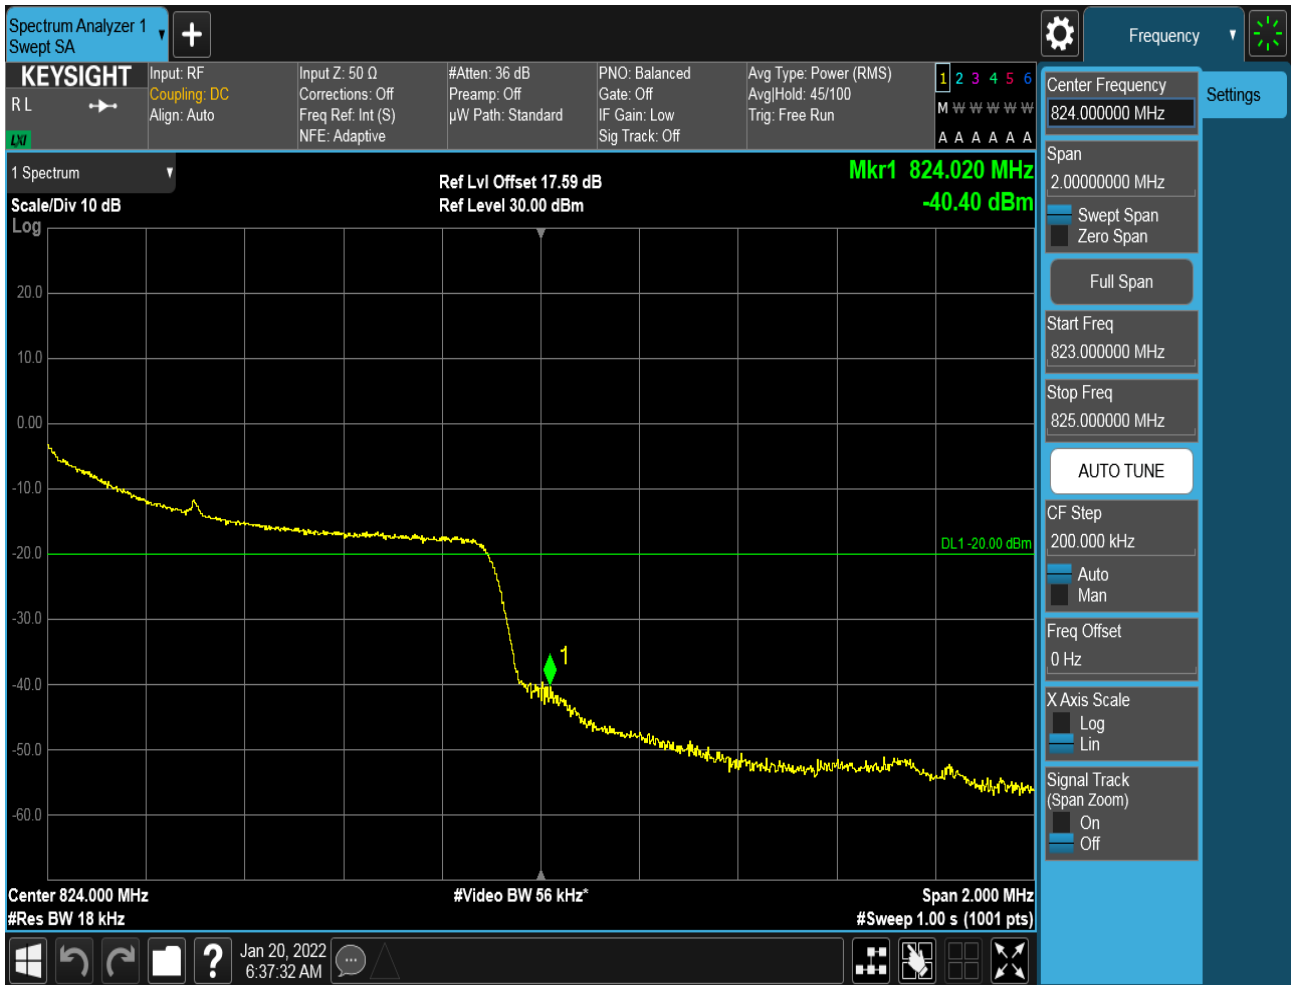 Spectrum Analyzer 1
Swept SA
Frequency
KEYSIGHT
R L
LXI
Input: RF
Coupling: DC
Align: Auto
Input Z: 50 Ω
Corrections: Off
Freq Ref: Int (S)
NFE: Adaptive
#Atten: 36 dB
Preamp: Off
µW Path: Standard
PNO: Balanced
Gate: Off
IF Gain: Low
Sig Track: Off
Avg Type: Power (RMS)
Avg|Hold: 45/100
Trig: Free Run
1 2 3 4 5 6
M W W W W W
A A A A A A
1 Spectrum
Scale/Div 10 dB
Log
Ref Lvl Offset 17.59 dB
Ref Level 30.00 dBm
Mkr1 824.020 MHz
-40.40 dBm
20.0
10.0
0.00
-10.0
-20.0
-30.0
-40.0
-50.0
-60.0
DL1 -20.00 dBm
1
Center 824.000 MHz
#Res BW 18 kHz
#Video BW 56 kHz*
Span 2.000 MHz
#Sweep 1.00 s (1001 pts)
Jan 20, 2022
6:37:32 AM
?
Center Frequency
824.000000 MHz
Settings
Span
2.00000000 MHz
Swept Span
Zero Span
Full Span
Start Freq
823.000000 MHz
Stop Freq
825.000000 MHz
AUTO TUNE
CF Step
200.000 kHz
Auto
Man
Freq Offset
0 Hz
X Axis Scale
Log
Lin
Signal Track
(Span Zoom)
On
Off